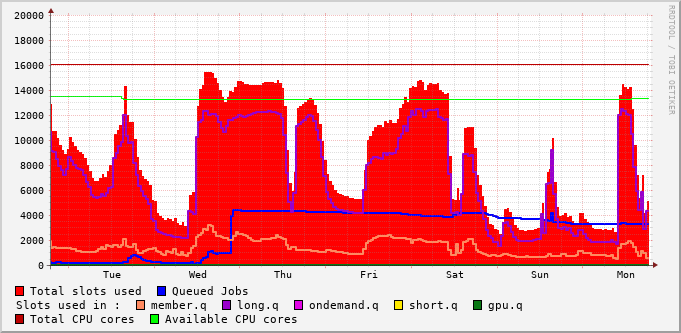 RRDTOOL / TOBI OETIKER
20000
18000
16000
14000
12000
10000
8000
6000
4000
2000
0
Tue Wed Thu Fri Sat Sun Mon
Total slots used Queued Jobs
Slots used in : member.q long.q ondemand.q short.q gpu.q
Total CPU cores Available CPU cores